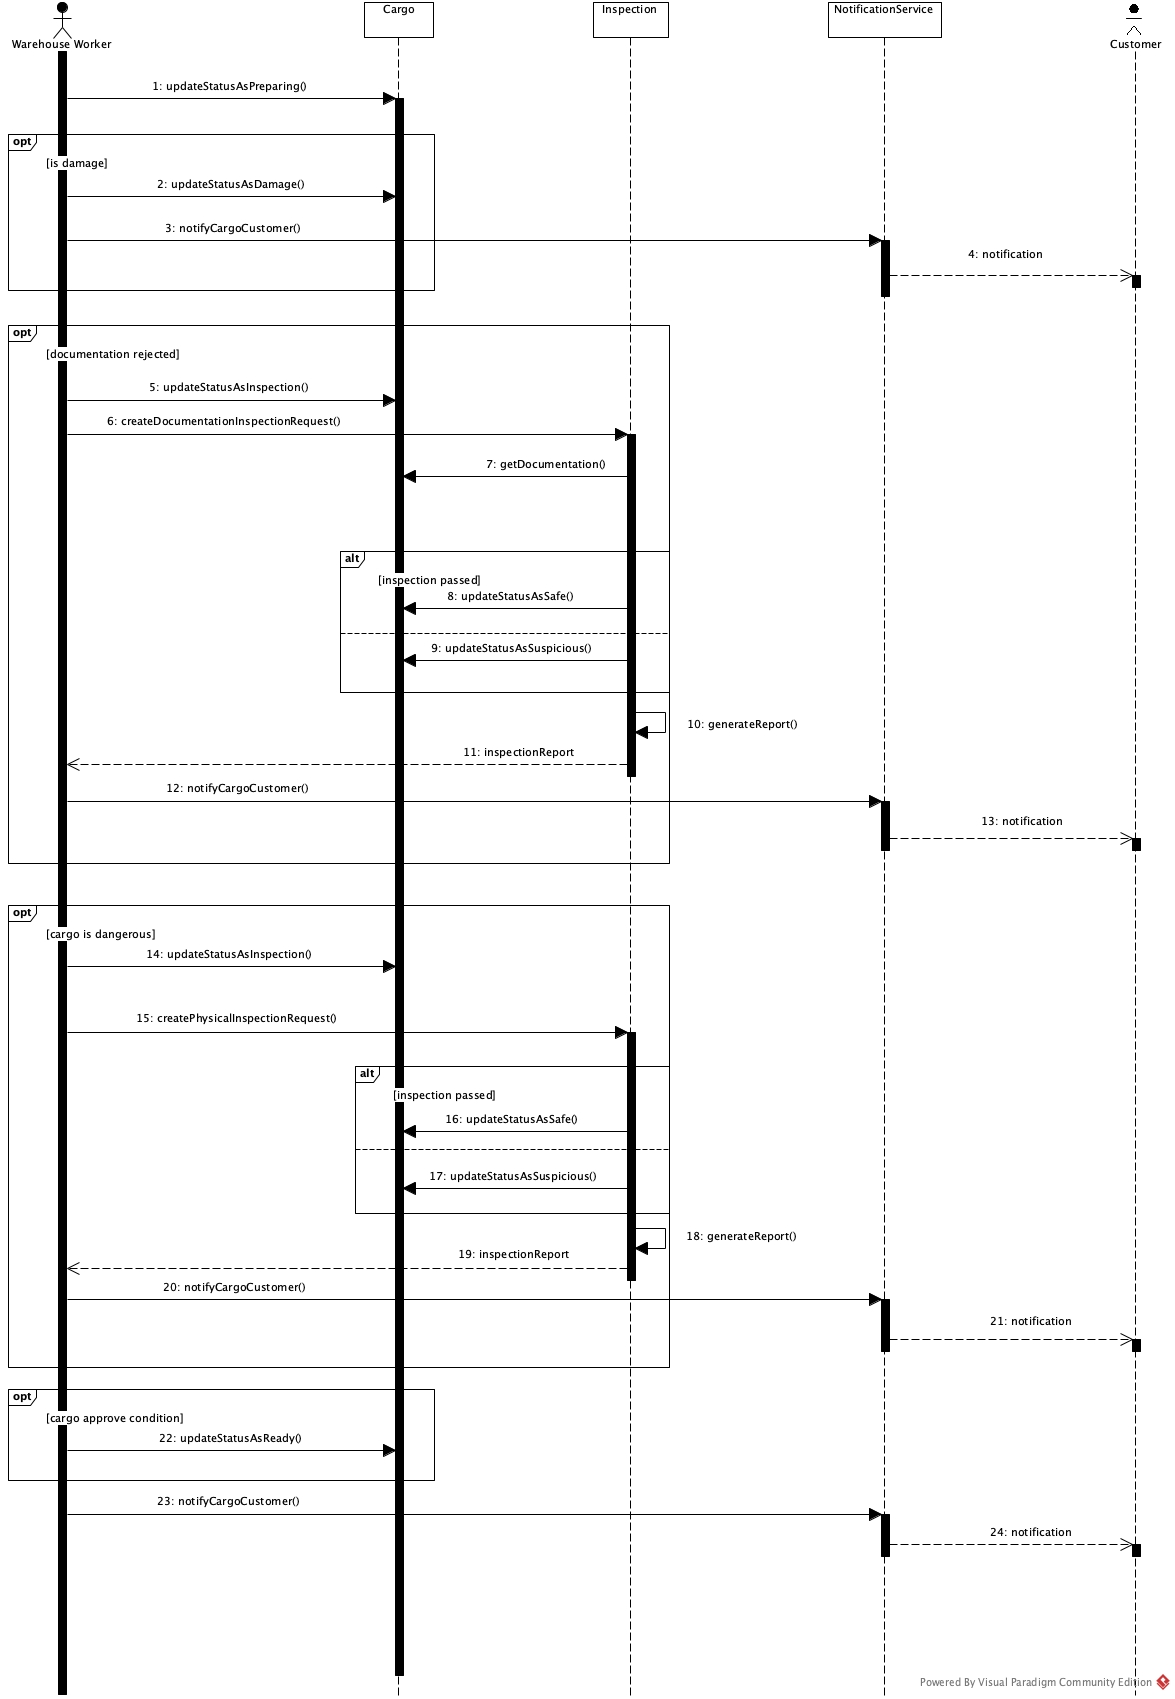 Cargo
Inspection
NotificationService
Warehouse Worker
Customer
1: updateStatusAsPreparing()
opt
[is damage]
2: updateStatusAsDamage()
3: notifyCargoCustomer()
4: notification
opt
[documentation rejected]
5: updateStatusAsInspection()
6: createDocumentationInspectionRequest()
7: getDocumentation()
alt
[inspection passed]
8: updateStatusAsSafe()
9: updateStatusAsSuspicious()
10: generateReport()
11: inspectionReport
12: notifyCargoCustomer()
13: notification
opt
[cargo is dangerous]
14: updateStatusAsInspection()
15: createPhysicalInspectionRequest()
alt
[inspection passed]
16: updateStatusAsSafe()
17: updateStatusAsSuspicious()
18: generateReport()
19: inspectionReport
20: notifyCargoCustomer()
21: notification
opt
[cargo approve condition]
22: updateStatusAsReady()
23: notifyCargoCustomer()
24: notification
Powered By Visual Paradigm Community Edition